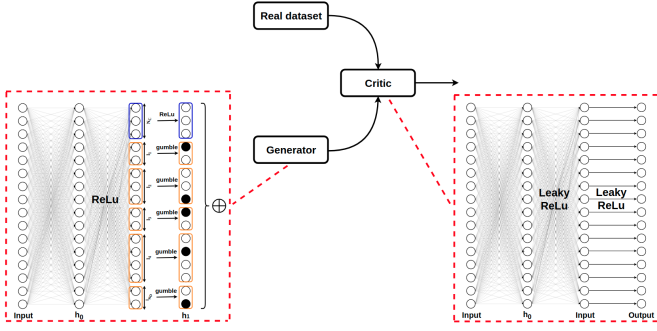 Real dataset
Critic
Generator
ReLu
ReLu
gumble
gumble
gumble
gumble
gumble
Input
h0
h1
Leaky
ReLu
Leaky
ReLu
Input
h0
Input
Output